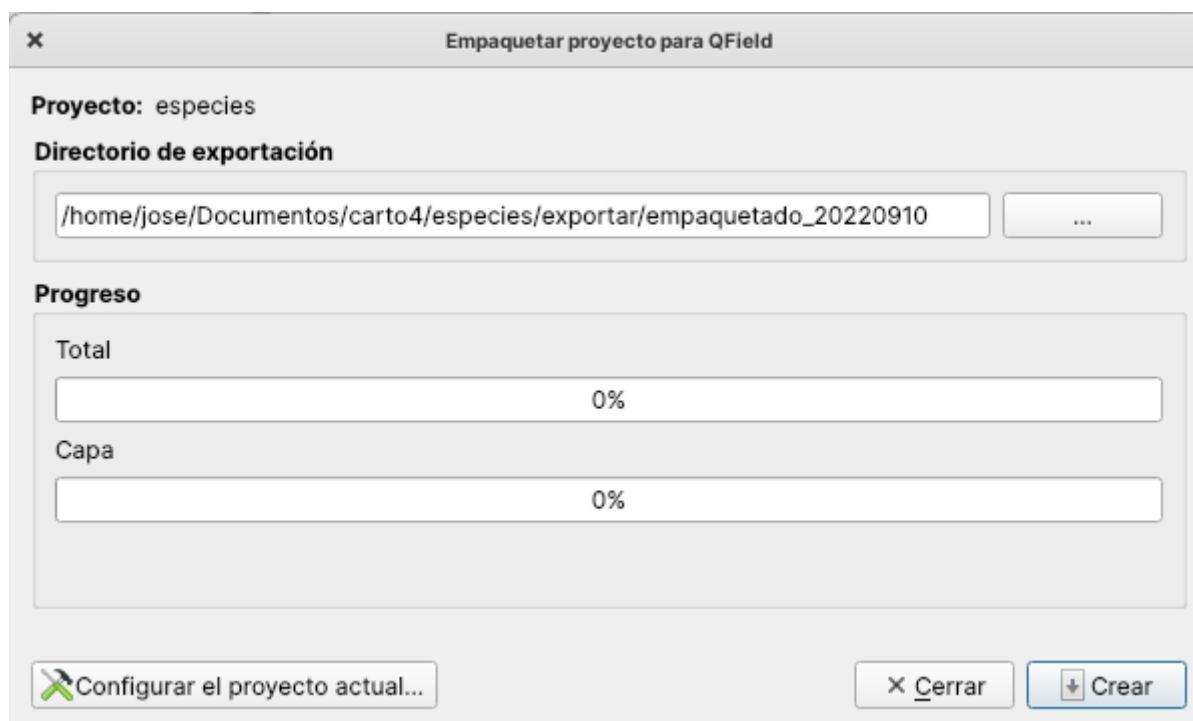 Empaquetar proyecto para QField
Proyecto: especies
Directorio de exportación
/home/jose/Documentos/carto4/especies/exportar/empaquetado_20220910 ...
Progreso
Total
0%
Capa
0%
Configurar el proyecto actual... Cerrar Crear